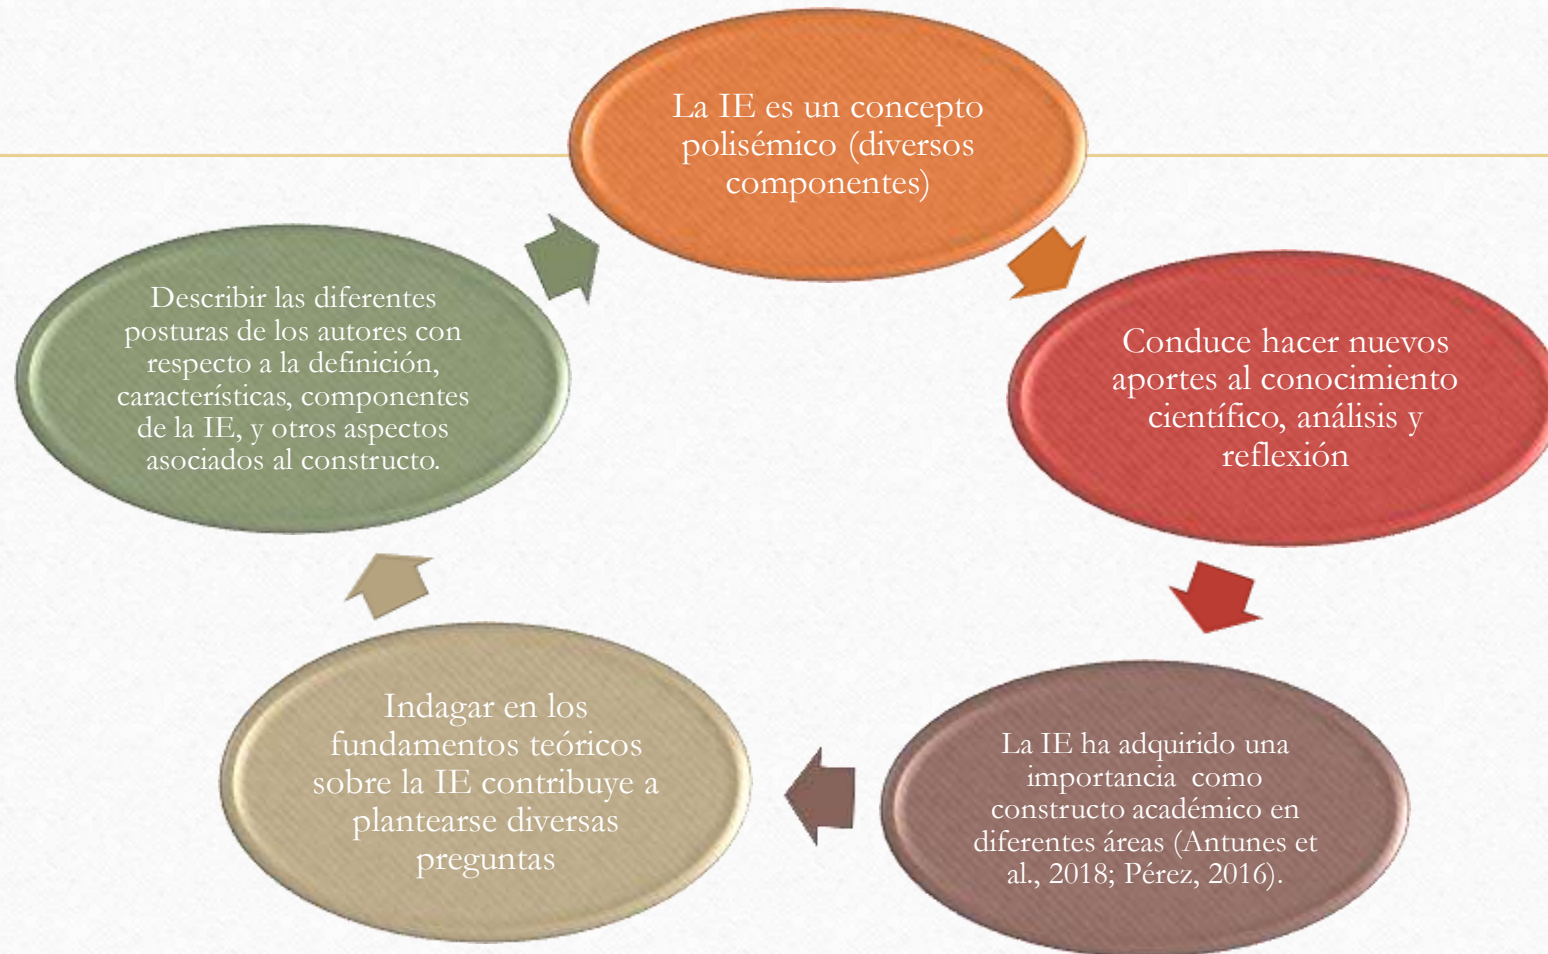 La IE es un concepto
polisémico (diversos
componentes)
Conduce hacer nuevos
aportes al conocimiento
científico, análisis y
reflexión
La IE ha adquirido una
importancia como
constructo académico en
diferentes áreas (Antunes et
al., 2018; Pérez, 2016).
Indagar en los
fundamentos teóricos
sobre la IE contribuye a
plantearse diversas
preguntas
Describir las diferentes
posturas de los autores con
respecto a la definición,
características, componentes
de la IE, y otros aspectos
asociados al constructo.